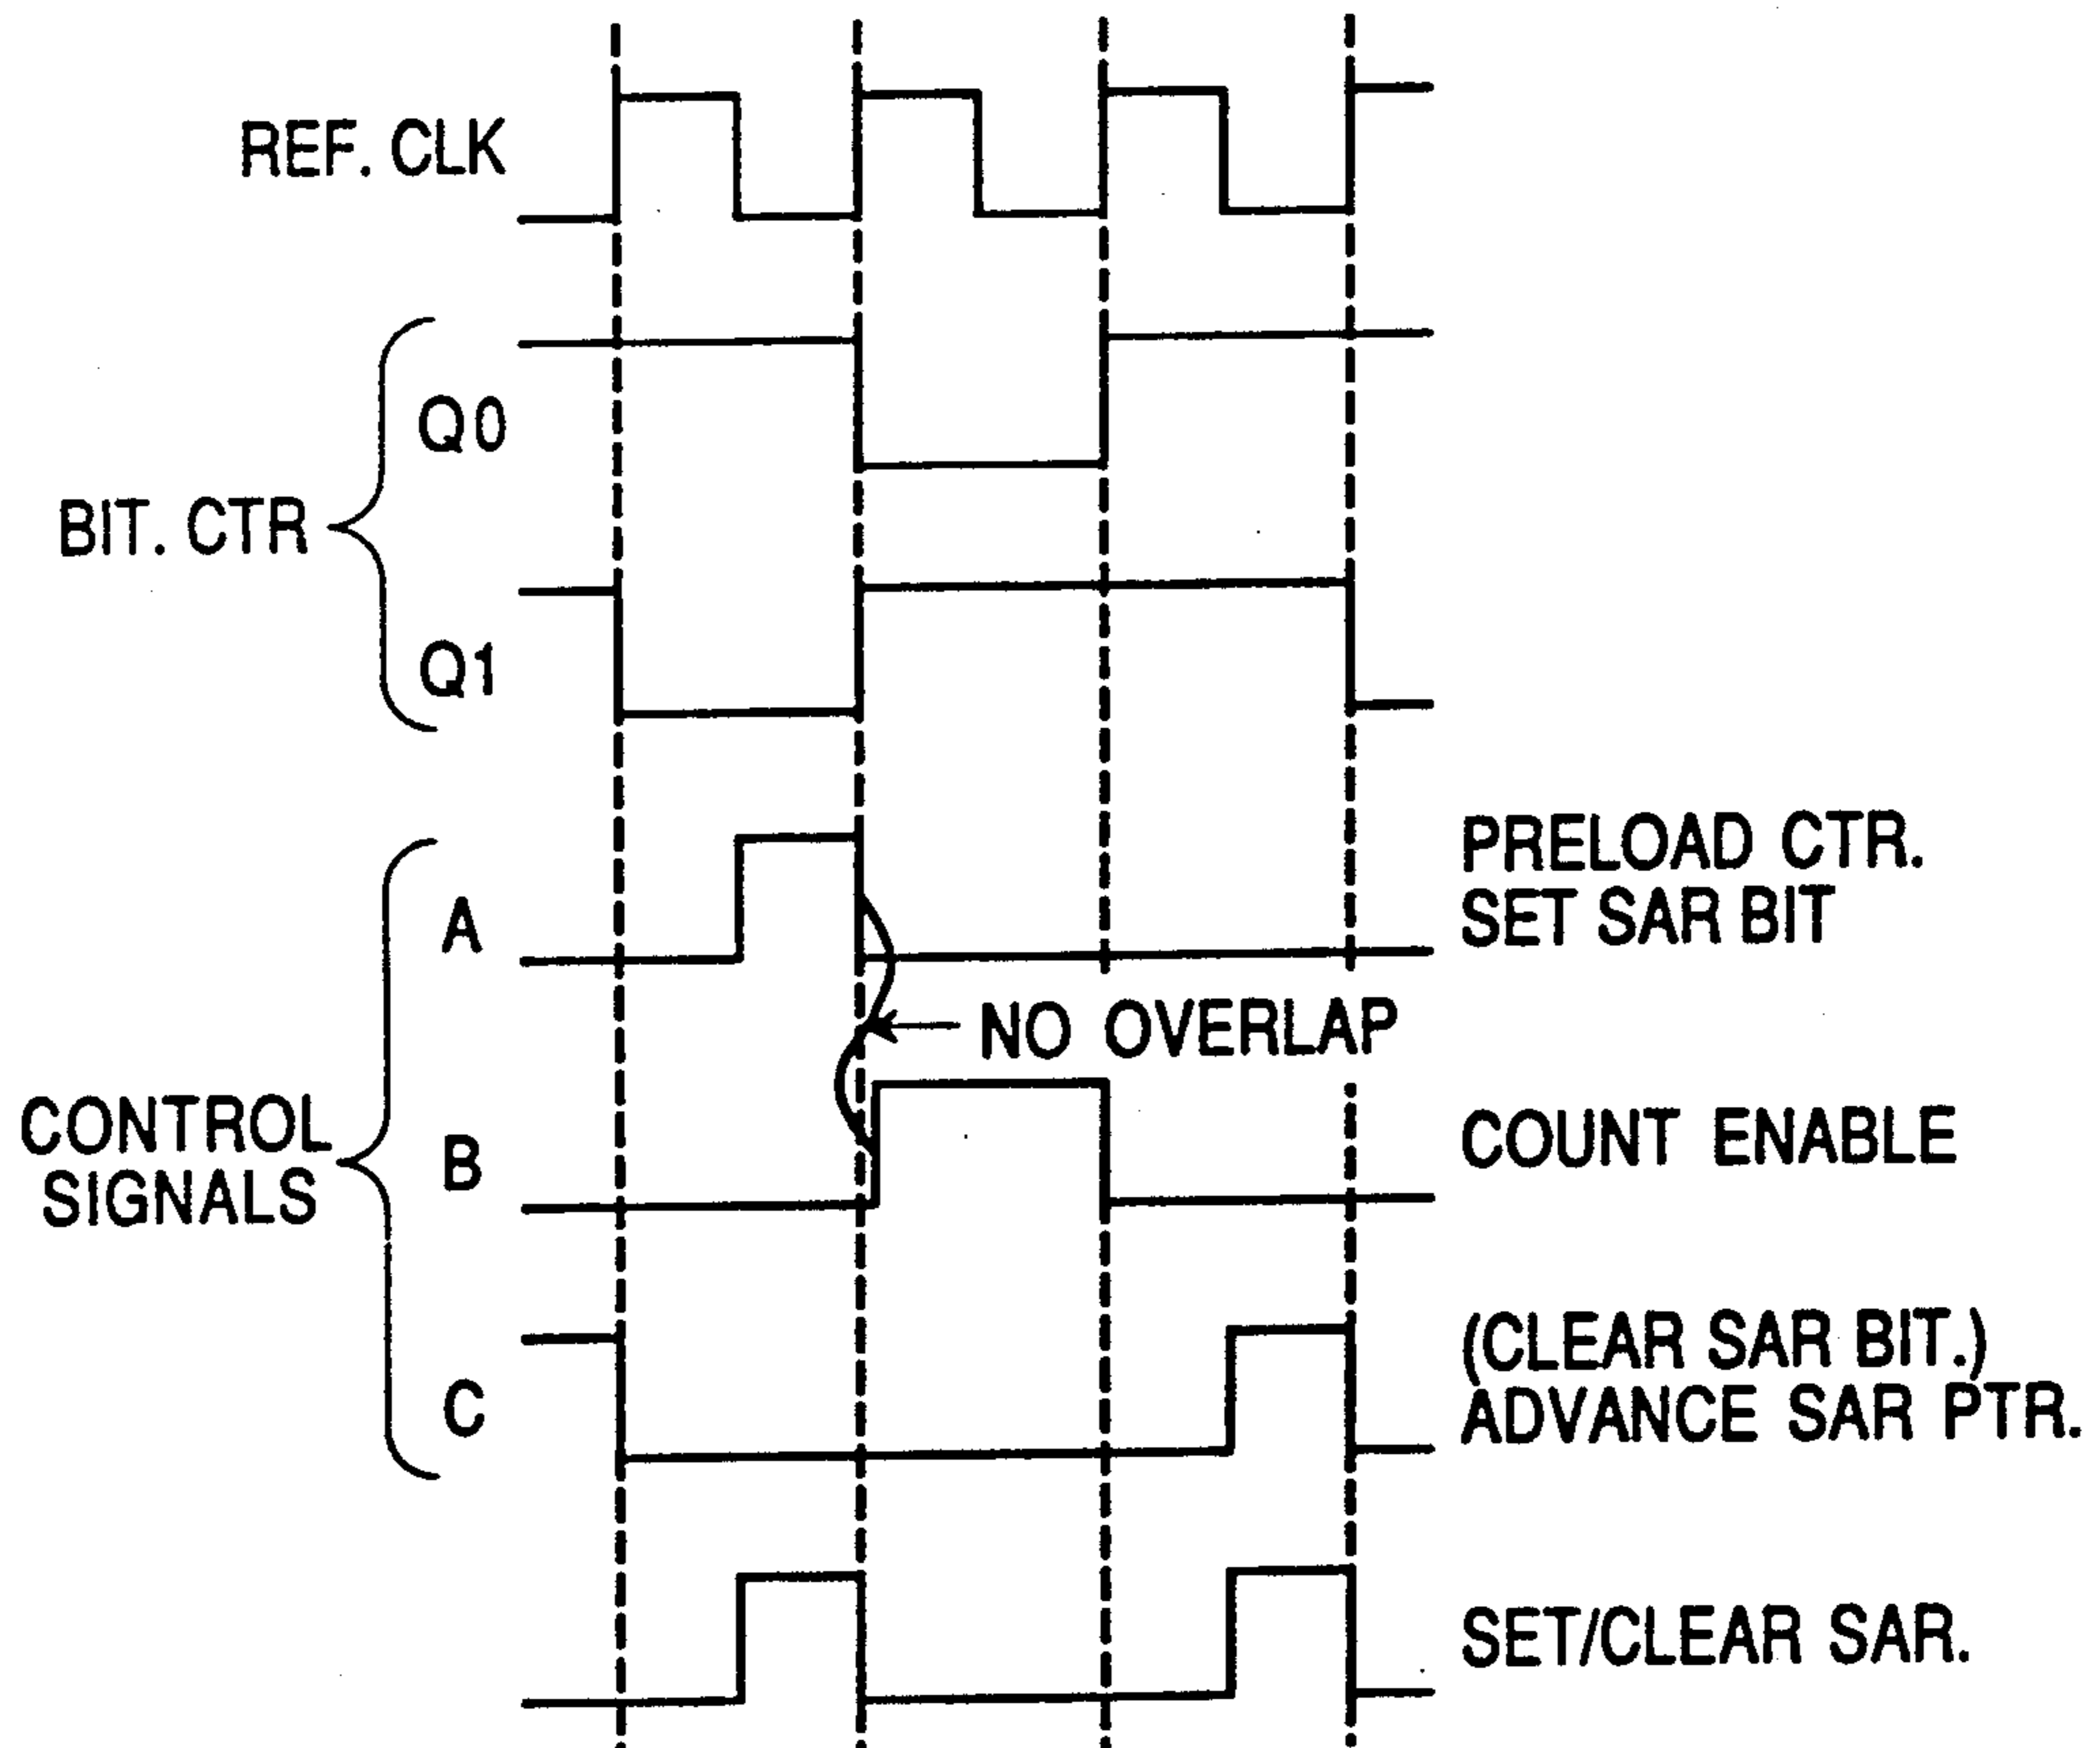 REF. CLK
BIT. CTR
Q0
Q1
CONTROL
SIGNALS
A
PRELOAD CTR.
SET SAR BIT
NO OVERLAP
B
COUNT ENABLE
C
(CLEAR SAR BIT.)
ADVANCE SAR PTR.
SET/CLEAR SAR.